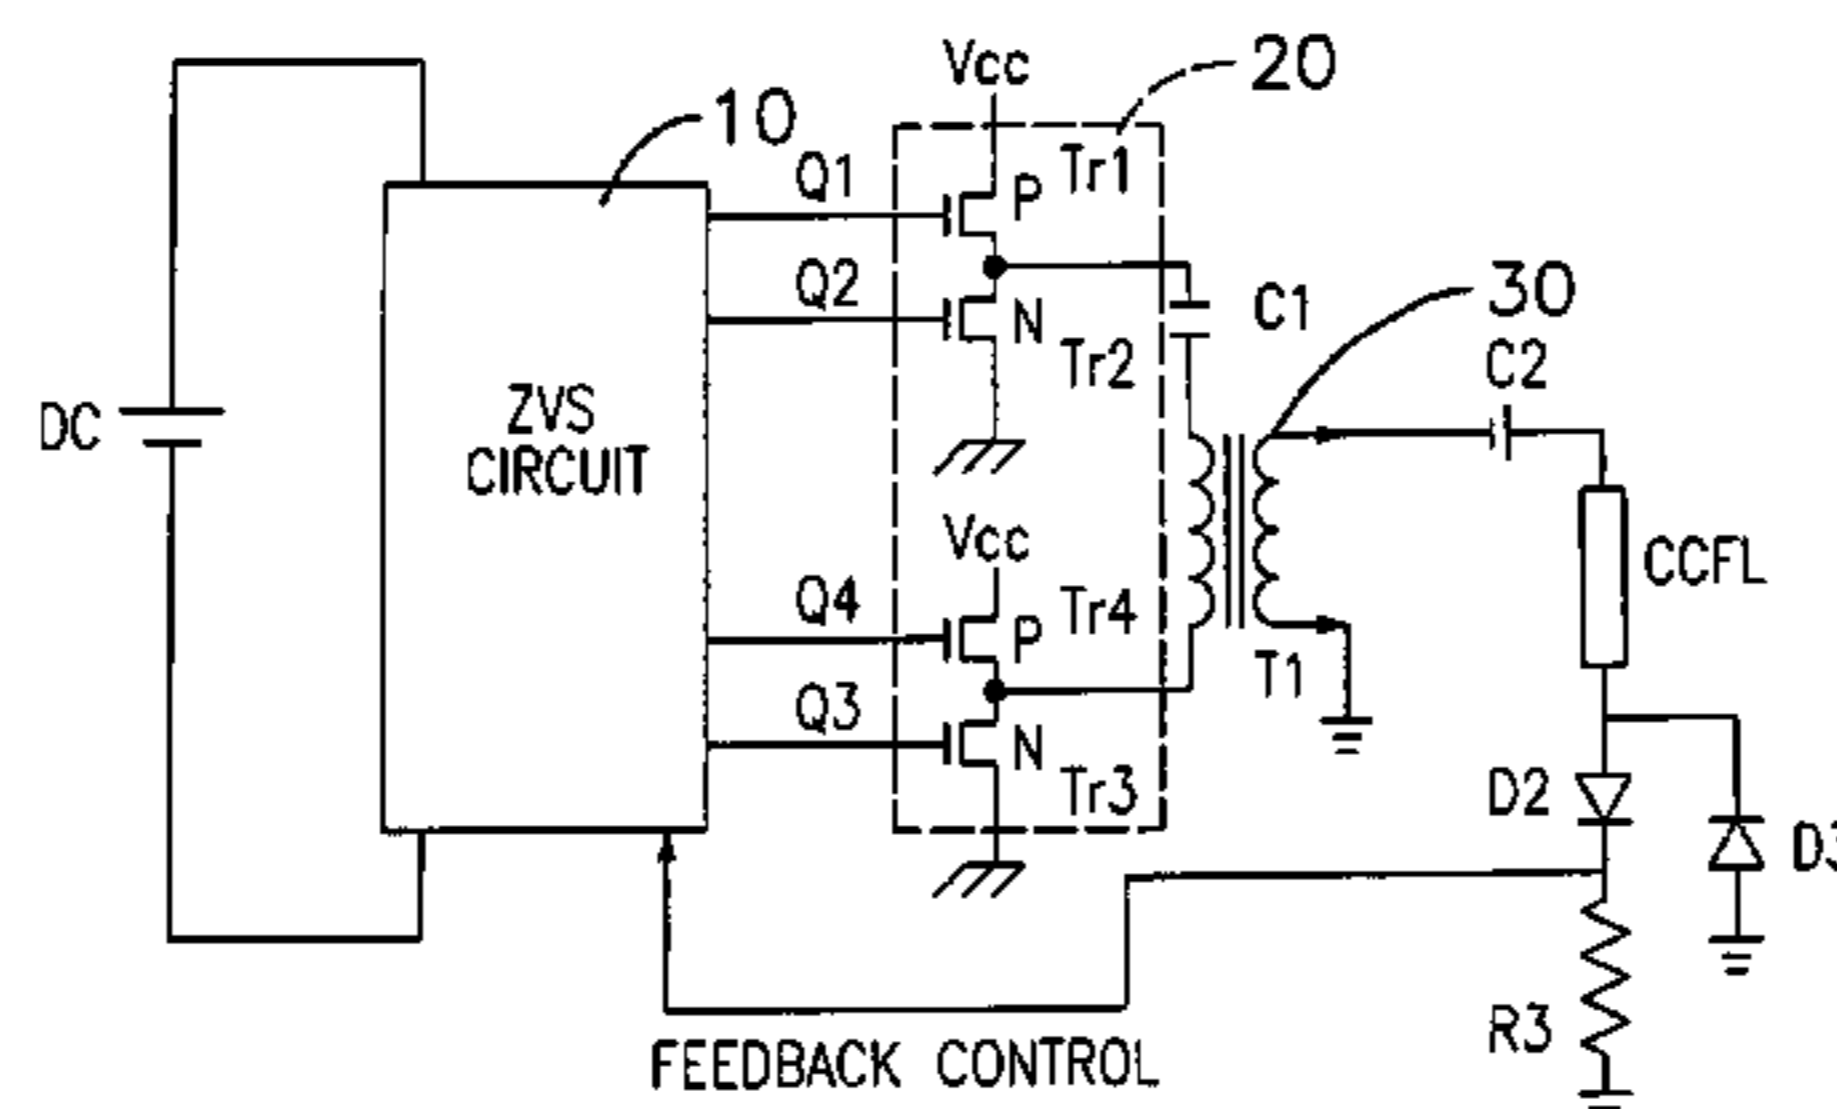 Vcc
20
10
Q1
P
Tr1
Q2
N
Tr2
C1
30
C2
DC
ZVS
CIRCUIT
Vcc
Q4
P
Tr4
CCFL
T1
Q3
N
Tr3
D2
D3
R3
FEEDBACK CONTROL